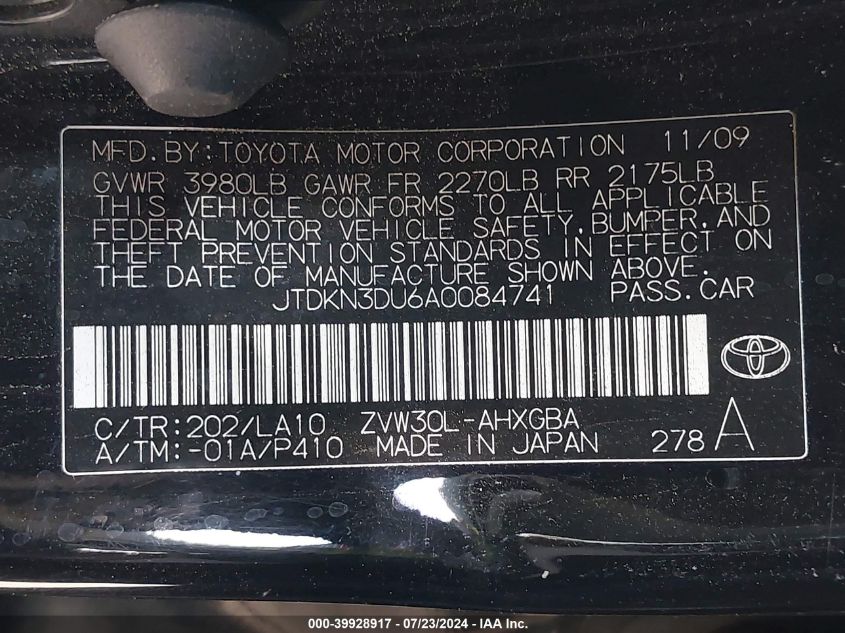 MFD.BY:TOYOTA MOTOR CORPORATION 11/09
GVWR 3980LB GAWR FR 2270LB RR 2175LB
THIS VEHICLE CONFORMS TO ALL APPLICABLE
FEDERAL MOTOR VEHICLE SAFETY,BUMPER,AND
THEFT PREVENTION STANDARDS IN EFFECT ON
THE DATE OF MANUFACTURE SHOWN ABOVE.
JTDKN3DU6A0084741 PASS.CAR
C/TR:202/LA10 ZVW30L-AHXGBA
A/TM:-01A/P410 MADE IN JAPAN 278 A
000-39928917 - 07/23/2024 - IAA, Inc.